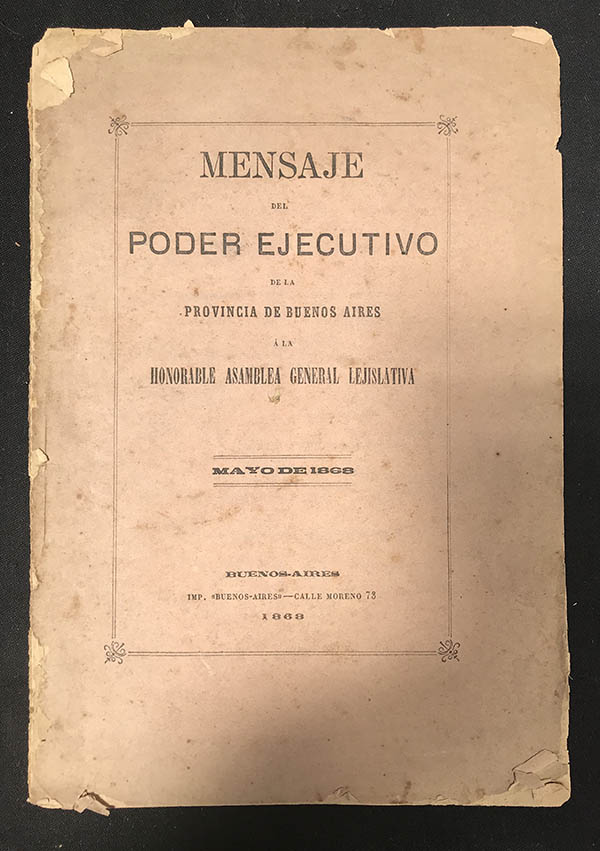 MENSAJE
DEL
PODER EJECUTIVO
DE LA
PROVINCIA DE BUENOS AIRES
Á LA
HONORABLE ASAMBLEA GENERAL LEJISLATIVA
MAYO DE 1868
BUENOS-AIRES
IMP. «BUENOS-AIRES»—CALLE MORENO 73
1868